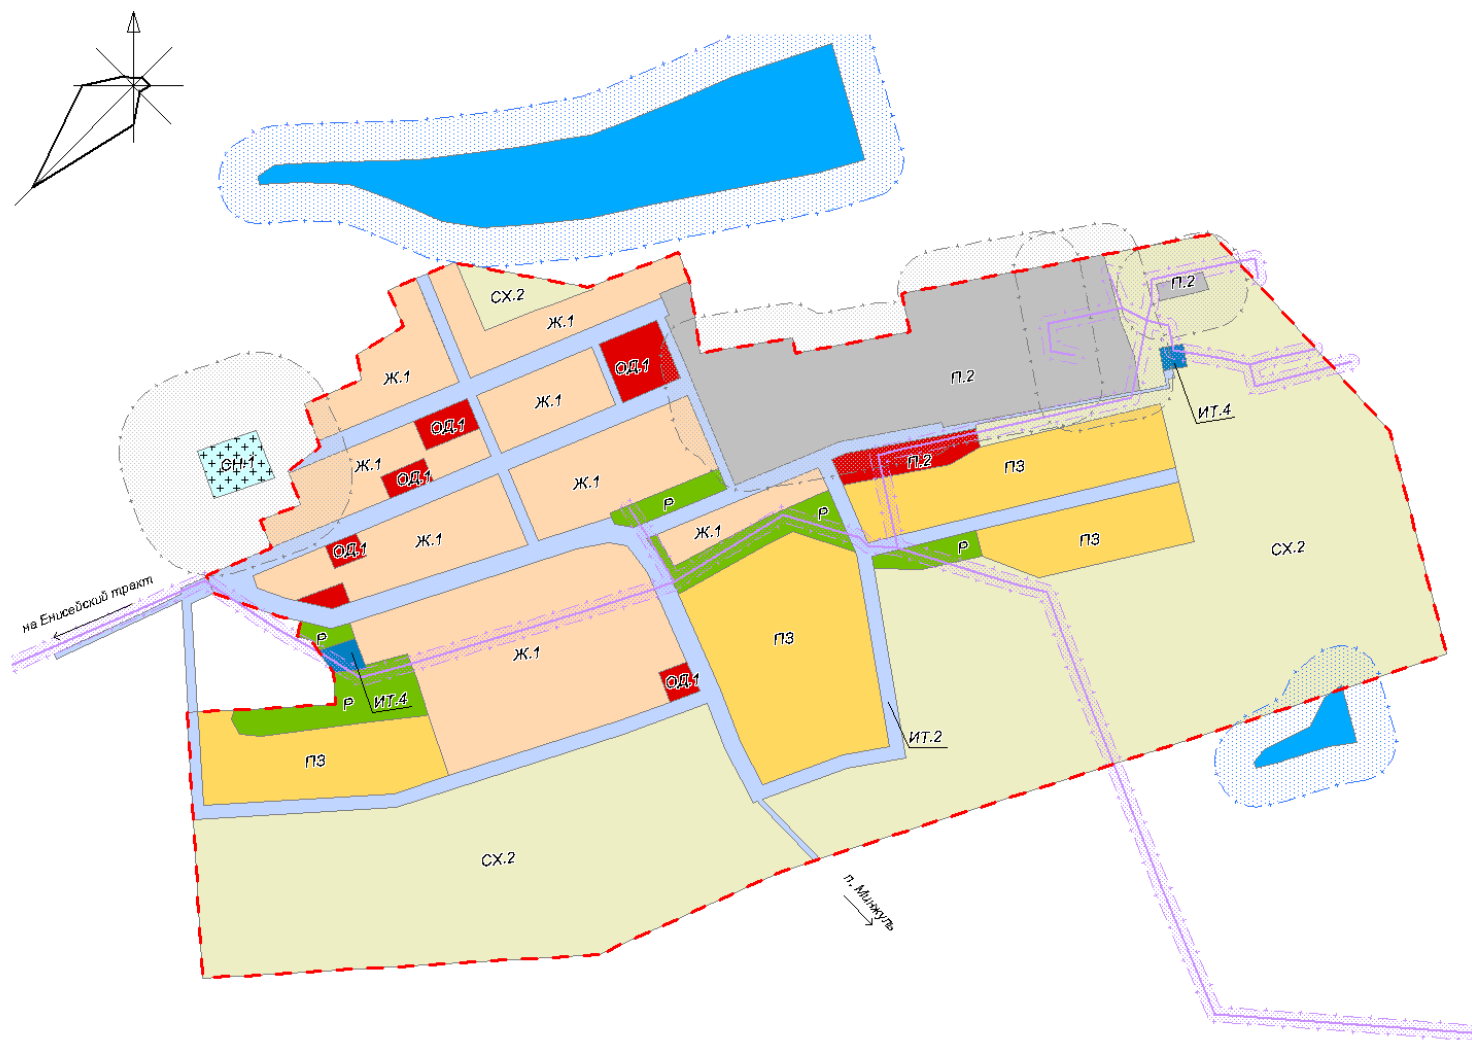 П.2
СХ.2
Ж.1
ОД.1
Ж.1
П.2
Ж.1
ИТ.4
ОД.1
Ж.1
СН-1
ОД.1
Ж.1
П.2
ПЗ
Р
Р
Ж.1
Ж.1
ОД.1
ПЗ
Р
СХ.2
на Енисейский тракт
Р
ПЗ
Ж.1
ОД.1
Р
ИТ.4
ИТ.2
ПЗ
СХ.2
п. Минжуль